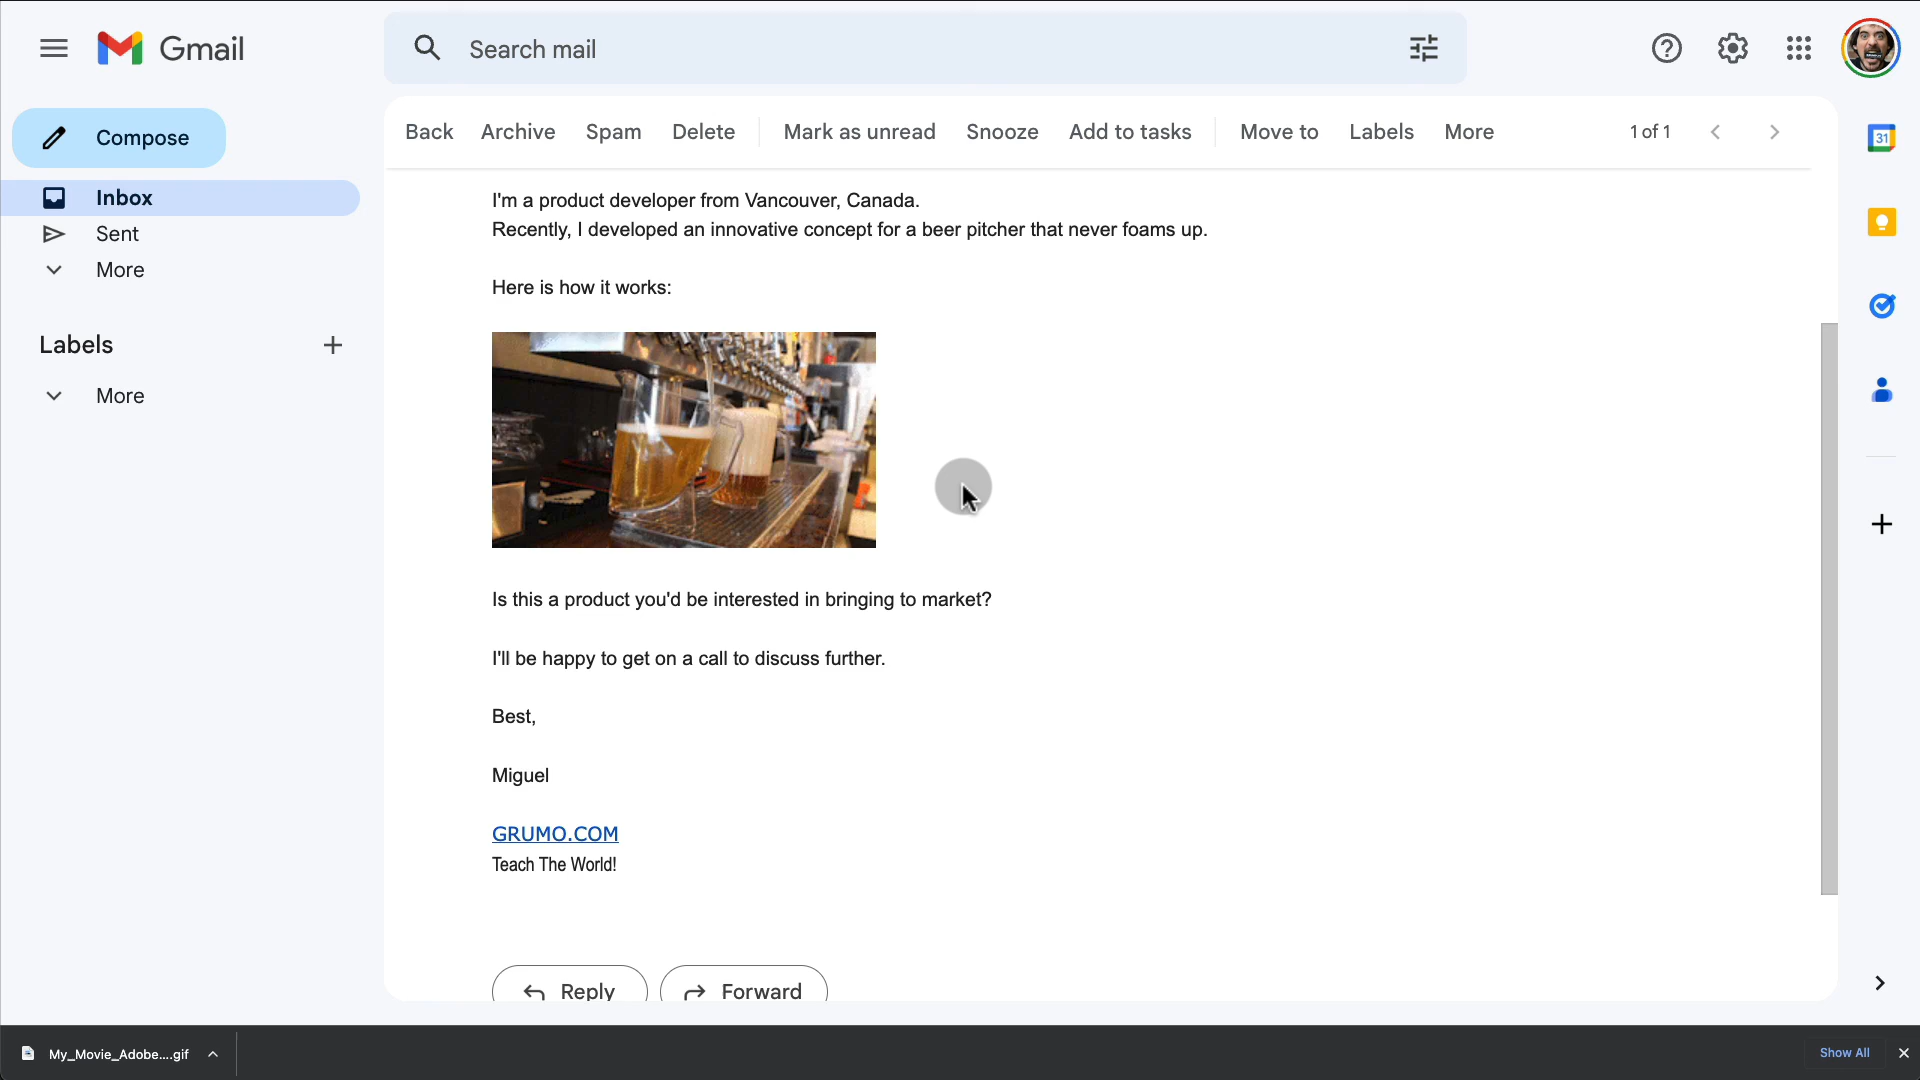 Gmail
Search mail
Compose
Inbox
Sent
More
Labels
More
Back Archive Spam Delete Mark as unread Snooze Add to tasks Move to Labels More 1 of 1
I'm a product developer from Vancouver, Canada.
Recently, I developed an innovative concept for a beer pitcher that never foams up.
Here is how it works:
Is this a product you'd be interested in bringing to market?
I'll be happy to get on a call to discuss further.
Best,
Miguel
GRUMO.COM
Teach The World!
Reply Forward
31
My_Movie_Adobe....gif
Show All